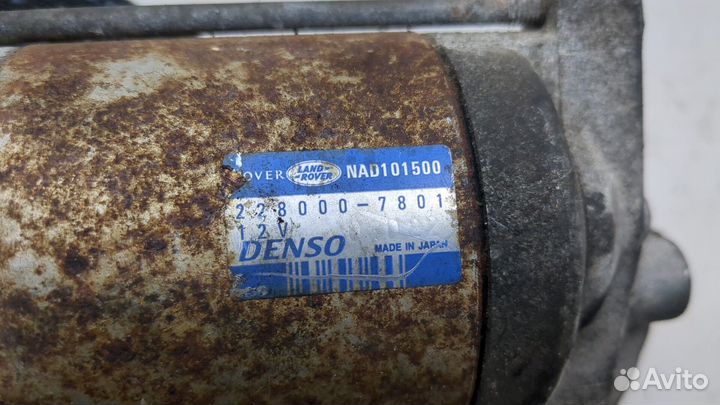 OVER LAND ROVER NAD101500
228000-7801
12V
DENSO MADE IN JAPAN
Avito